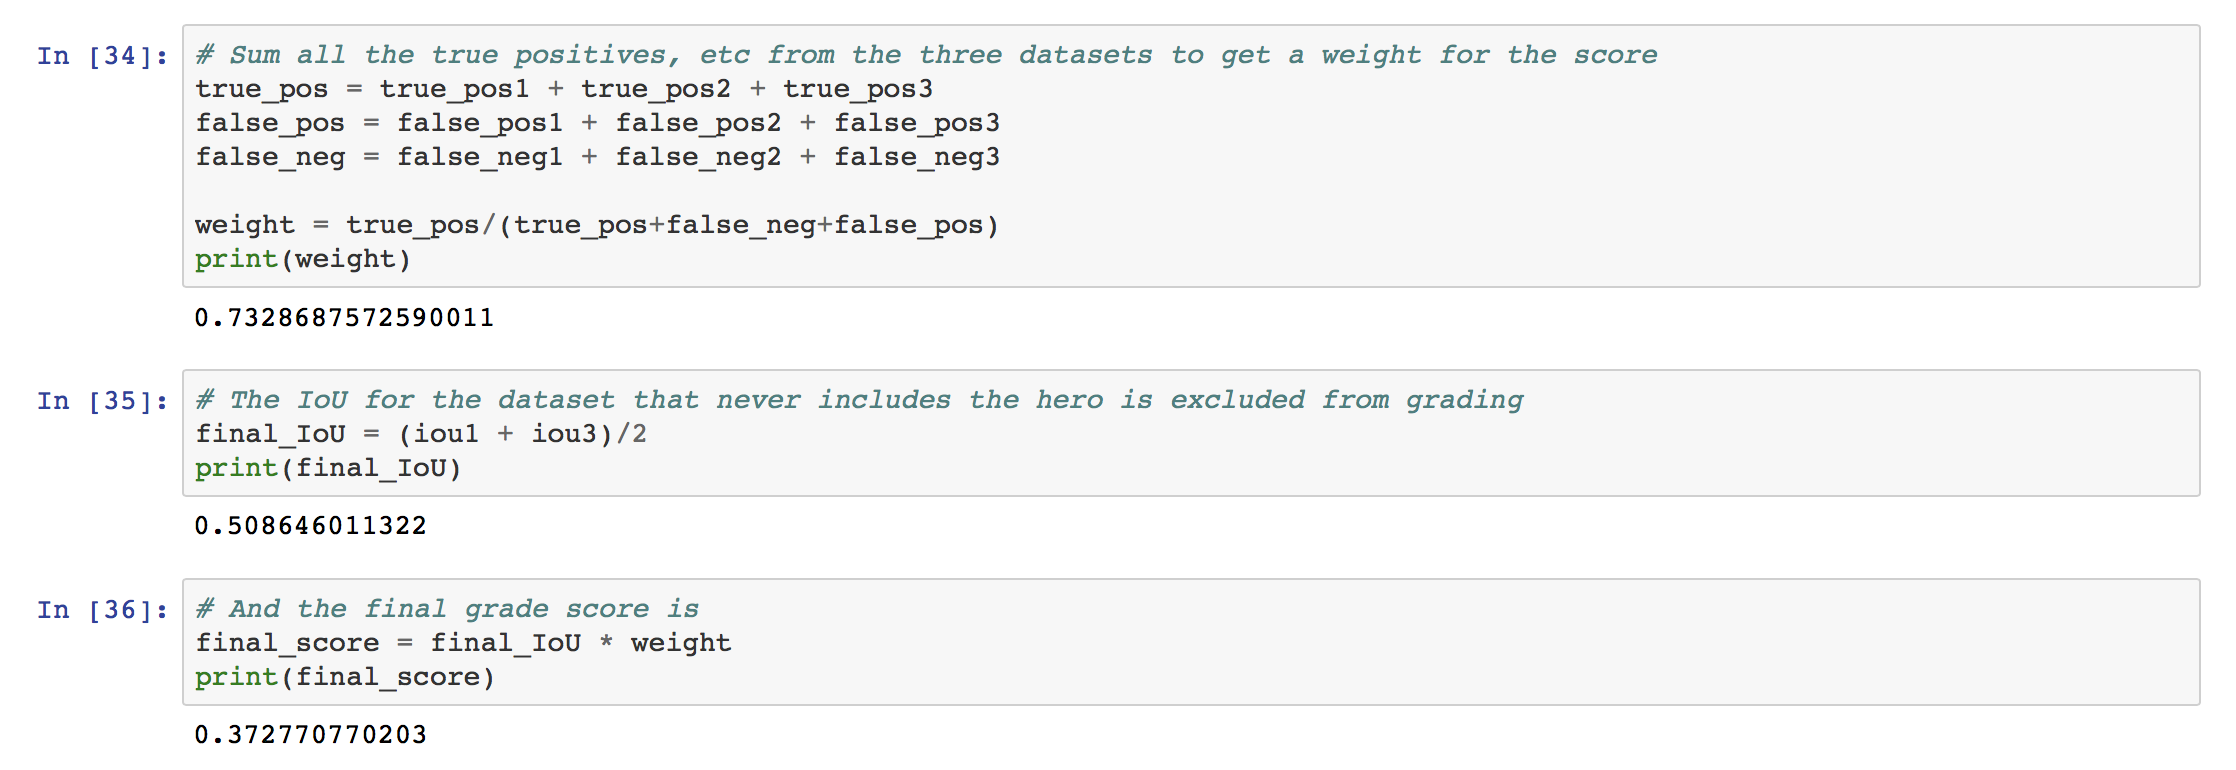 In [34]: # Sum all the true positives, etc from the three datasets to get a weight for the score
true_pos = true_pos1 + true_pos2 + true_pos3
false_pos = false_pos1 + false_pos2 + false_pos3
false_neg = false_neg1 + false_neg2 + false_neg3
weight = true_pos/(true_pos+false_neg+false_pos)
print(weight)
0.7328687572590011
In [35]: # The IoU for the dataset that never includes the hero is excluded from grading
final_IoU = (iou1 + iou3)/2
print(final_IoU)
0.508646011322
In [36]: # And the final grade score is
final_score = final_IoU * weight
print(final_score)
0.372770770203